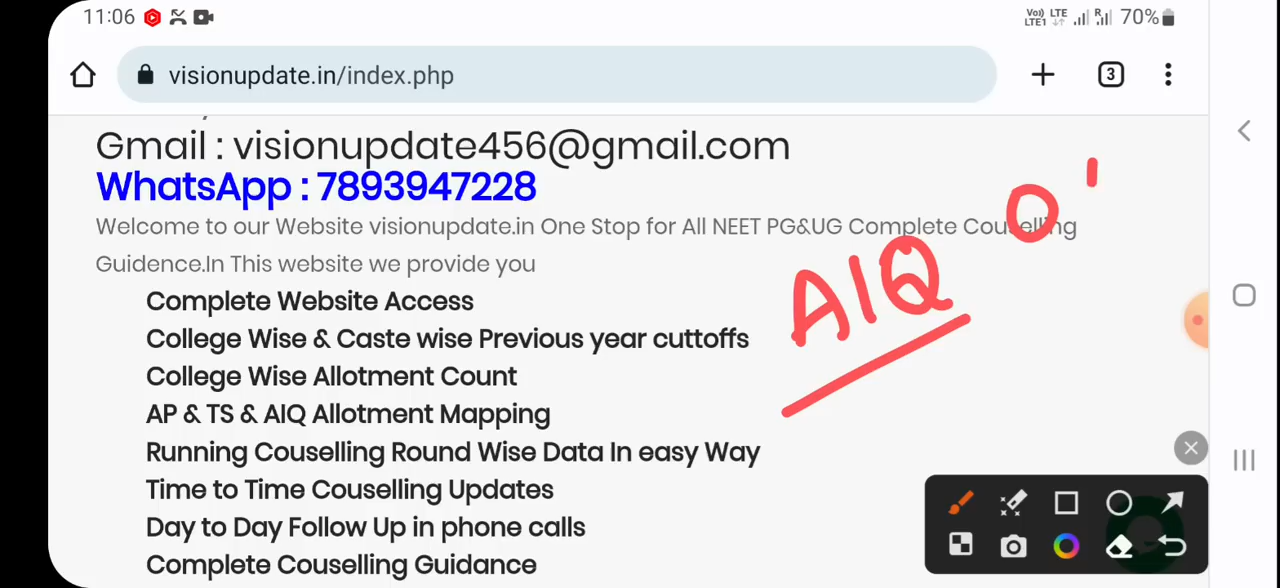 11:06 Vo)) LTE LTE1 R 70%
visionupdate.in/index.php 3
Gmail : visionupdate456@gmail.com
WhatsApp : 7893947228
Welcome to our Website visionupdate.in One Stop for All NEET PG&UG Complete Couselling
Guidence.In This website we provide you
Complete Website Access
College Wise & Caste wise Previous year cuttoffs
College Wise Allotment Count
AP & TS & AIQ Allotment Mapping
Running Couselling Round Wise Data In easy Way
Time to Time Couselling Updates
Day to Day Follow Up in phone calls
Complete Couselling Guidance
AIQ 0'